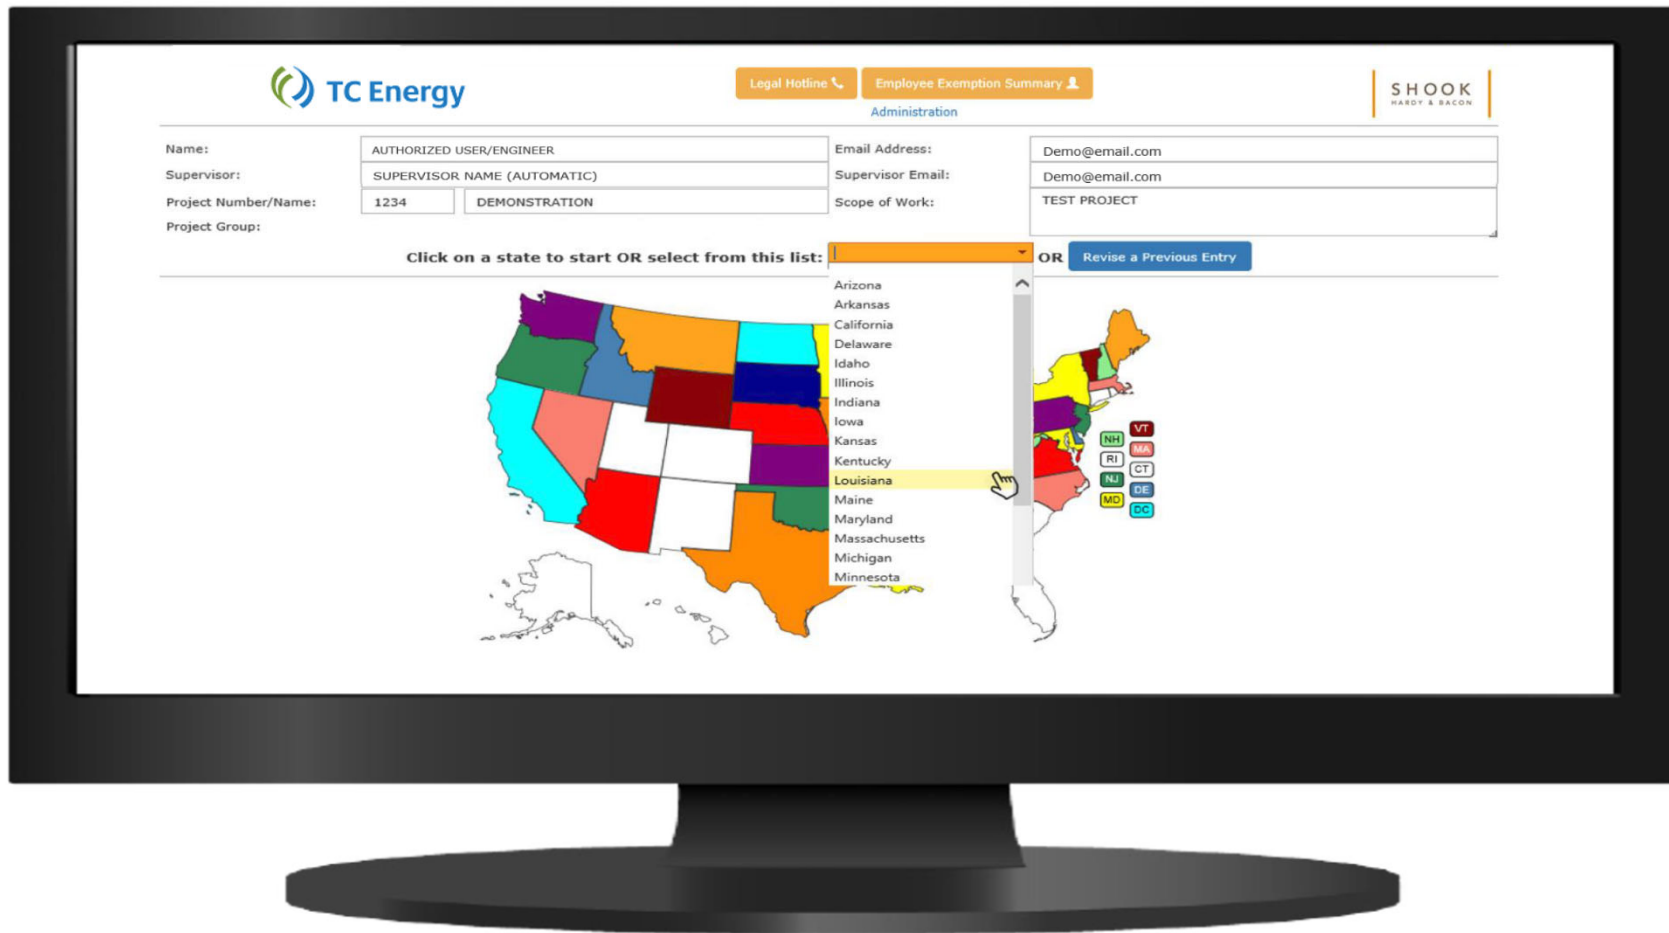 TC Energy
Legal Hotline
Employee Exemption Summary
Administration
SHOOK
HARDY & BACON
Name:
AUTHORIZED USER/ENGINEER
Email Address:
Demo@email.com
Supervisor:
SUPERVISOR NAME (AUTOMATIC)
Supervisor Email:
Demo@email.com
Project Number/Name:
1234
DEMONSTRATION
Scope of Work:
TEST PROJECT
Project Group:
Click on a state to start OR select from this list:
OR
Revise a Previous Entry
Arizona
Arkansas
California
Delaware
Idaho
Illinois
Indiana
Iowa
Kansas
Kentucky
Louisiana
Maine
Maryland
Massachusetts
Michigan
Minnesota
VT
NH
MA
RI
CT
NJ
DE
MD
DC